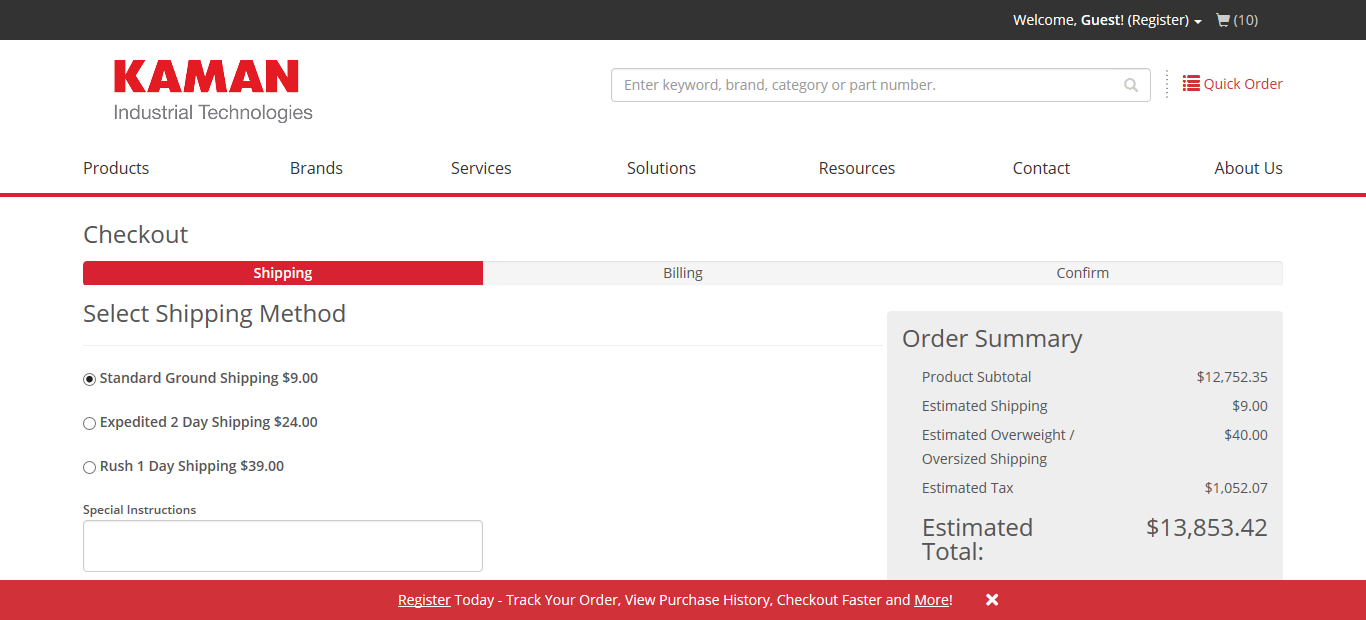 Welcome, Guest! (Register) (10)
KAMAN
Industrial Technologies
Enter keyword, brand, category or part number.
Quick Order
Products Brands Services Solutions Resources Contact About Us
Checkout
Shipping Billing Confirm
Select Shipping Method
Standard Ground Shipping $9.00
Expedited 2 Day Shipping $24.00
Rush 1 Day Shipping $39.00
Special Instructions
Order Summary
Product Subtotal $12,752.35
Estimated Shipping $9.00
Estimated Overweight / $40.00
Oversized Shipping
Estimated Tax $1,052.07
Estimated $13,853.42
Total:
Register Today - Track Your Order, View Purchase History, Checkout Faster and More!